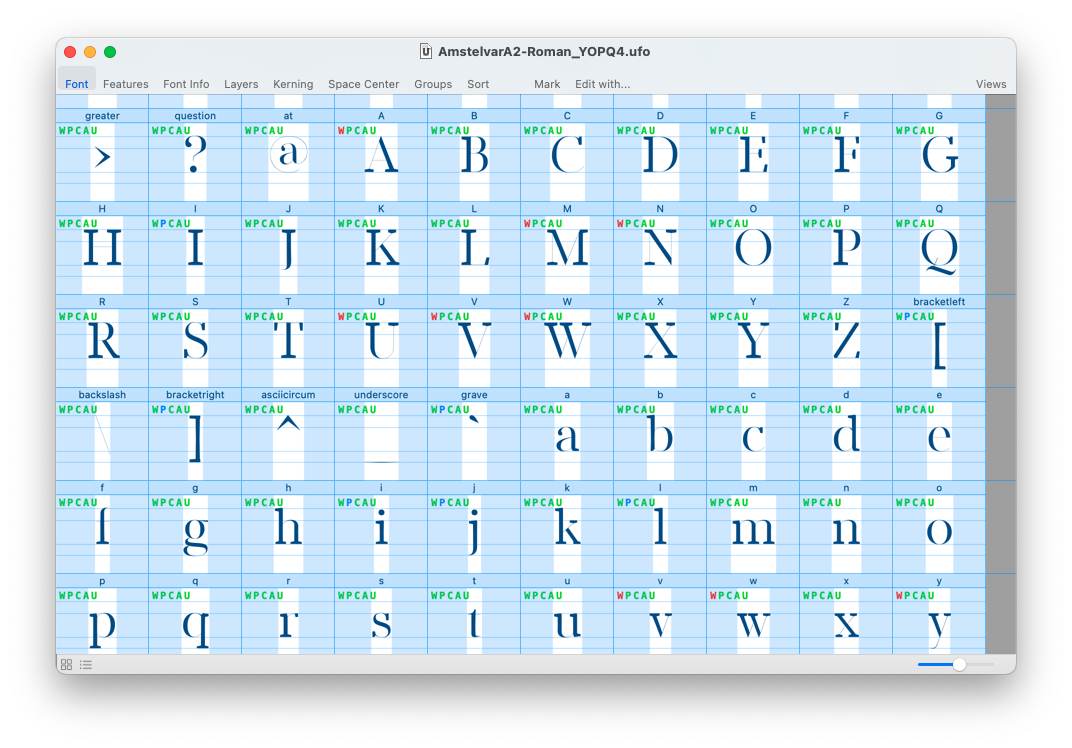 AmstelvarA2-Roman_YOPQ4.ufo
Font Features Font Info Layers Kerning Space Center Groups Sort Mark Edit with... Views
greater question at A B C D E F G
WPCAU WPCAU WPCAU WPCAU WPCAU WPCAU WPCAU WPCAU WPCAU WPCAU
> ? @ A B C D E F G
H I J K L M N O P Q
WPCAU WPCAU WPCAU WPCAU WPCAU WPCAU WPCAU WPCAU WPCAU WPCAU
H I J K L M N O P Q
R S T U V W X Y Z bracketleft
WPCAU WPCAU WPCAU WPCAU WPCAU WPCAU WPCAU WPCAU WPCAU WPCAU
R S T U V W X Y Z [
backslash bracketright asciicircum underscore grave a b c d e
WPCAU WPCAU WPCAU WPCAU WPCAU WPCAU WPCAU WPCAU WPCAU WPCAU
\ ] ^ _ ` a b c d e
f g h i j k l m n o
WPCAU WPCAU WPCAU WPCAU WPCAU WPCAU WPCAU WPCAU WPCAU WPCAU
f g h i j k l m n o
p q r s t u v w x y
WPCAU WPCAU WPCAU WPCAU WPCAU WPCAU WPCAU WPCAU WPCAU WPCAU
p q r s t u v w x y